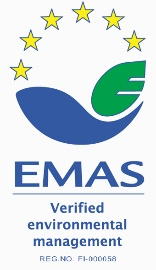 EMAS
Verified
environmental
management
REG.NO. FI-000058